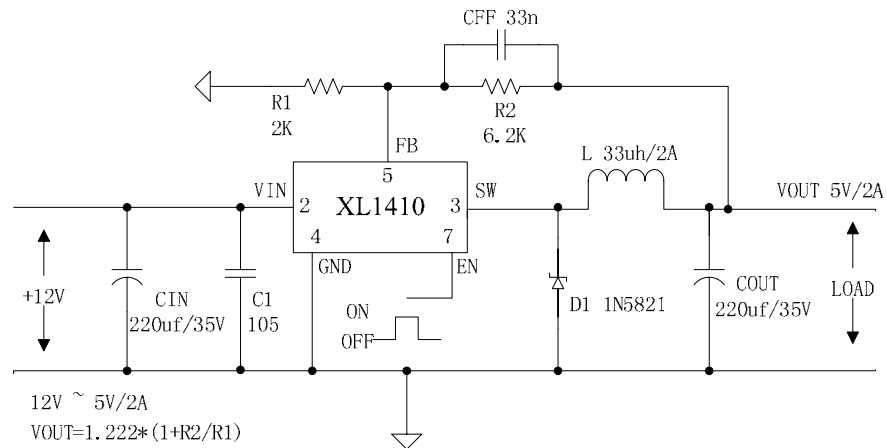 CFF 33n
R1
2K
R2
6.2K
FB
5
L 33uh/2A
VIN
SW
VOUT 5V/2A
2
XL1410
3
4
7
GND
EN
+12V
CIN
220uf/35V
C1
105
ON
OFF
D1 1N5821
COUT
220uf/35V
LOAD
12V ~ 5V/2A
VOUT=1.222*(1+R2/R1)